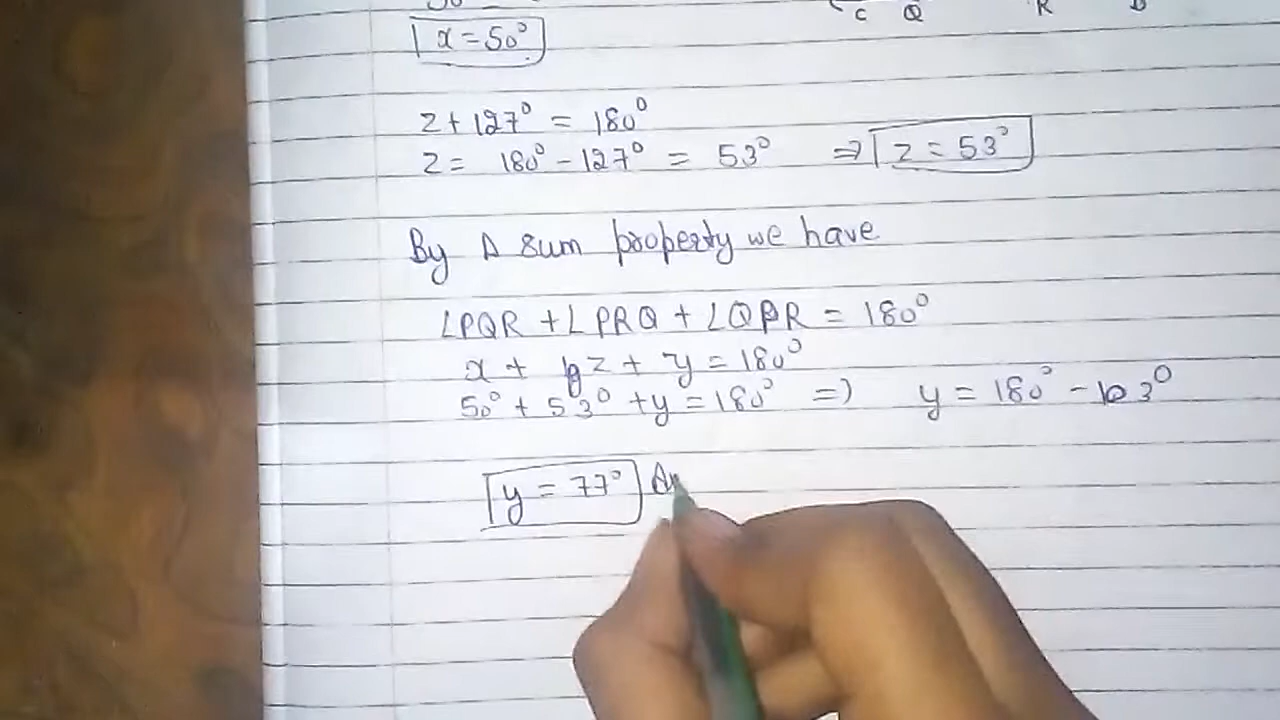 C Q R D
x = 50°
z + 127° = 180°
z = 180° - 127° = 53° ⇒ z = 53°
By Δ sum property we have
∠PQR + ∠PRQ + ∠QPR = 180°
x + z + y = 180°
50° + 53° + y = 180° ⇒ y = 180° - 103°
y = 77°